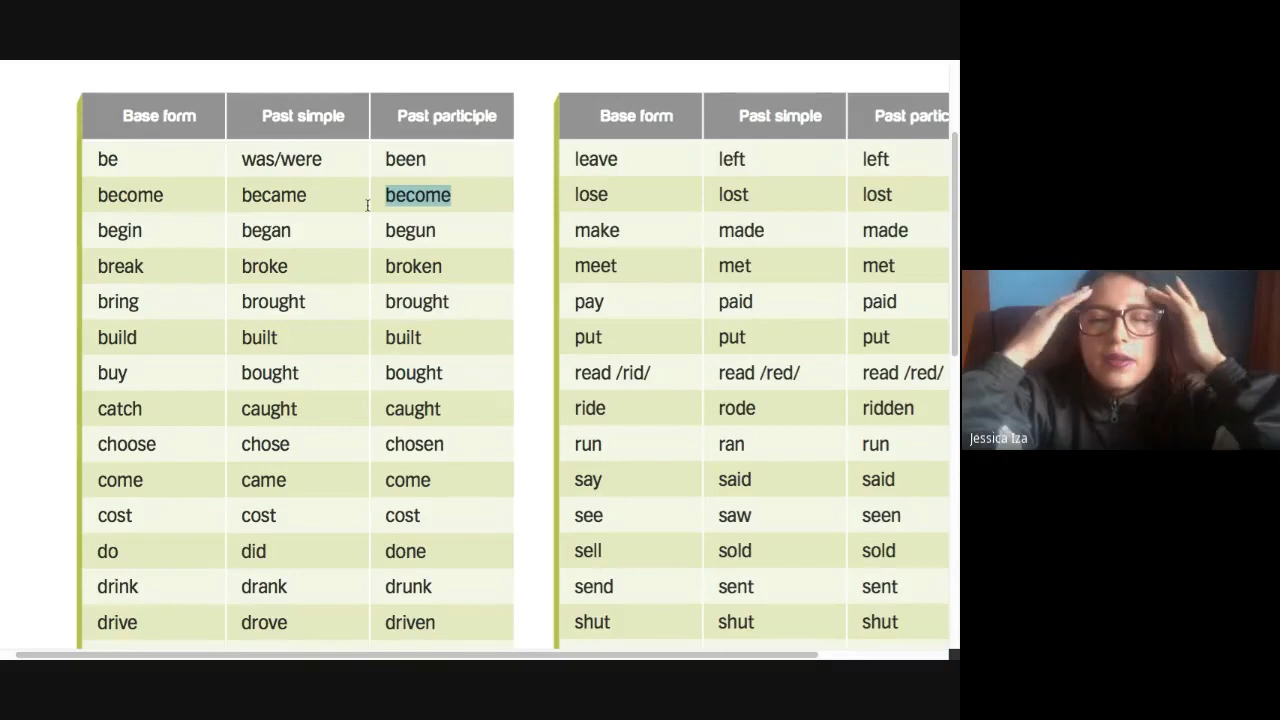 Base form Past simple Past participle
be was/were been
become became become
begin began begun
break broke broken
bring brought brought
build built built
buy bought bought
catch caught caught
choose chose chosen
come came come
cost cost cost
do did done
drink drank drunk
drive drove driven
Base form Past simple Past partic
leave left left
lose lost lost
make made made
meet met met
pay paid paid
put put put
read /rid/ read /red/ read /red/
ride rode ridden
run ran run
say said said
see saw seen
sell sold sold
send sent sent
shut shut shut
Jessica Iza